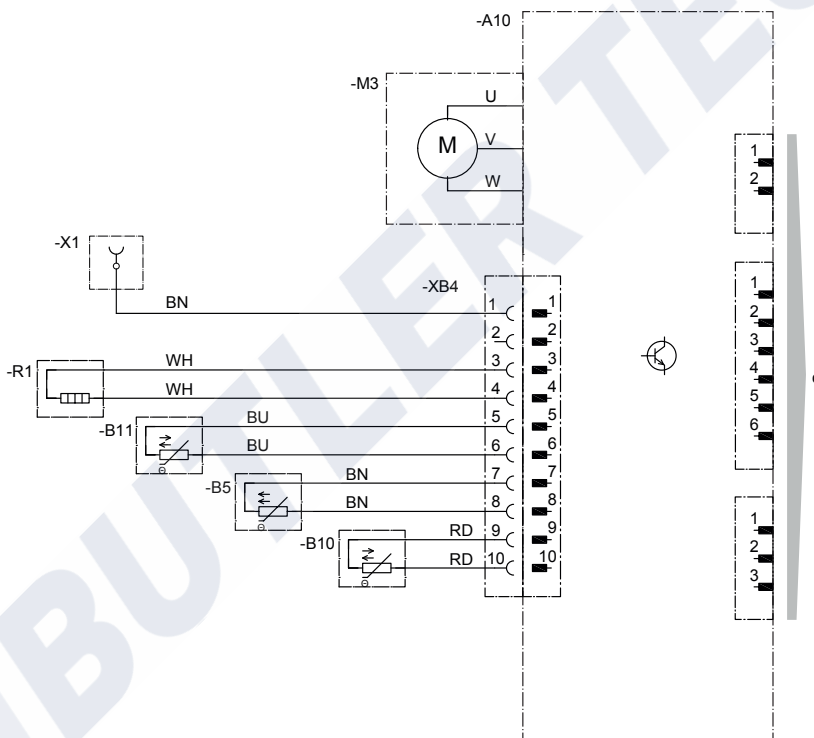 -A10
-M3
U
M
V
W
1
2
-X1
-XB4
BN
1 1
2 2
-R1
WH
3 3
WH
4 4
-B11
BU
5 5
BU
6 6
-B5
BN
7 7
BN
8 8
-B10
RD 9 9
RD 10 10
1
2
3
4
5
6
1
2
3
BUTLER TEC